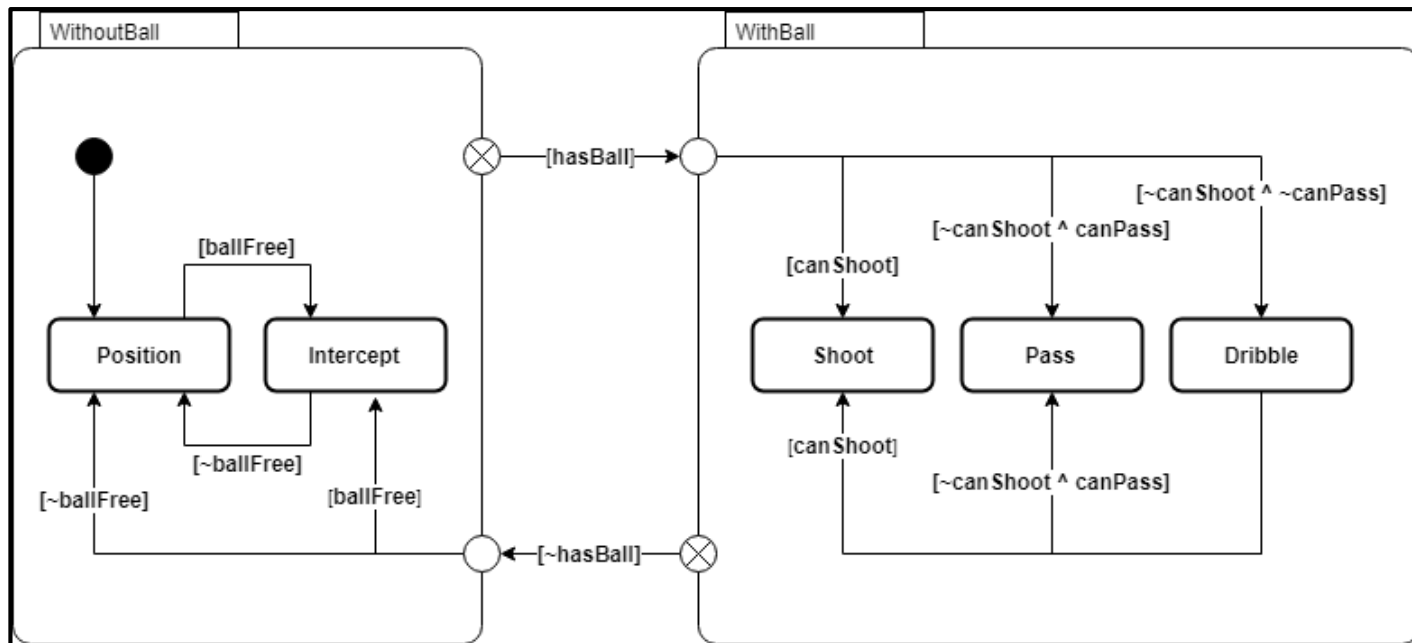 WithoutBall
WithBall
[hasBall]
[~canShoot ^ ~canPass]
[~canShoot ^ canPass]
[ballFree]
[canShoot]
Position
Intercept
Shoot
Pass
Dribble
[~ballFree]
[canShoot]
[~canShoot ^ canPass]
[~ballFree]
[ballFree]
[~hasBall]